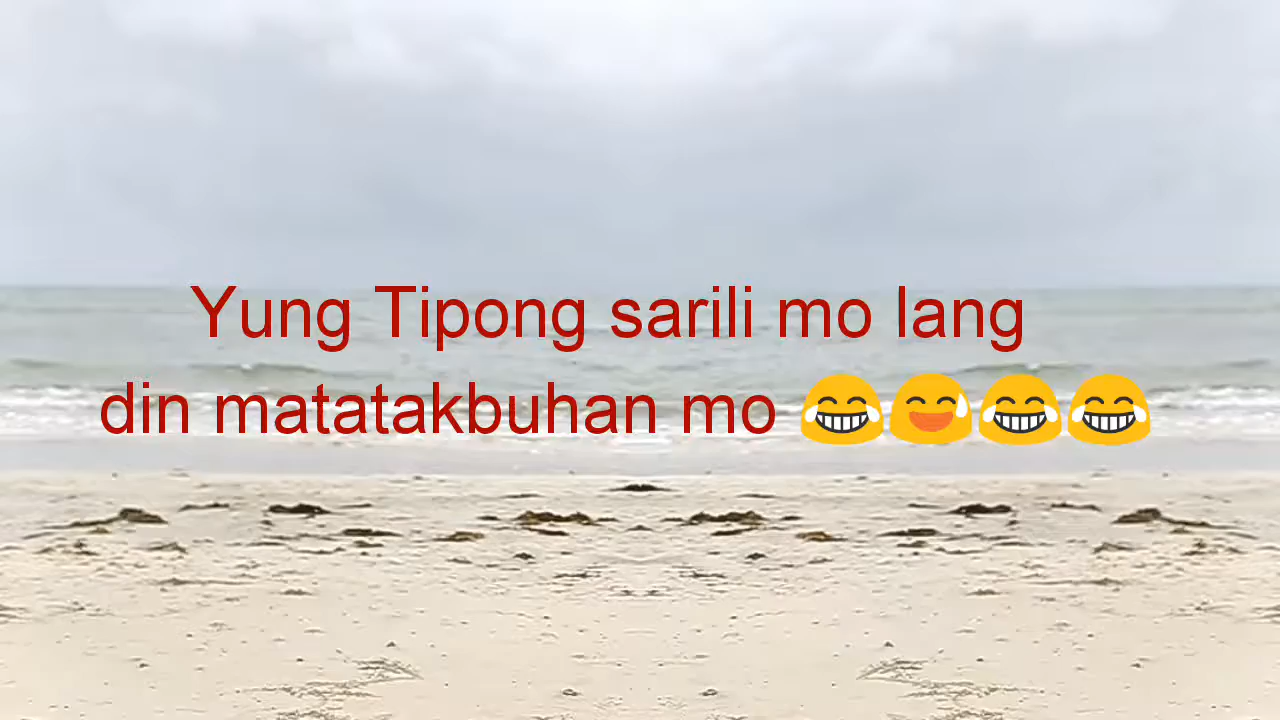 Yung Tipong sarili mo lang
din matatakbuhan mo 😂😅😂😂